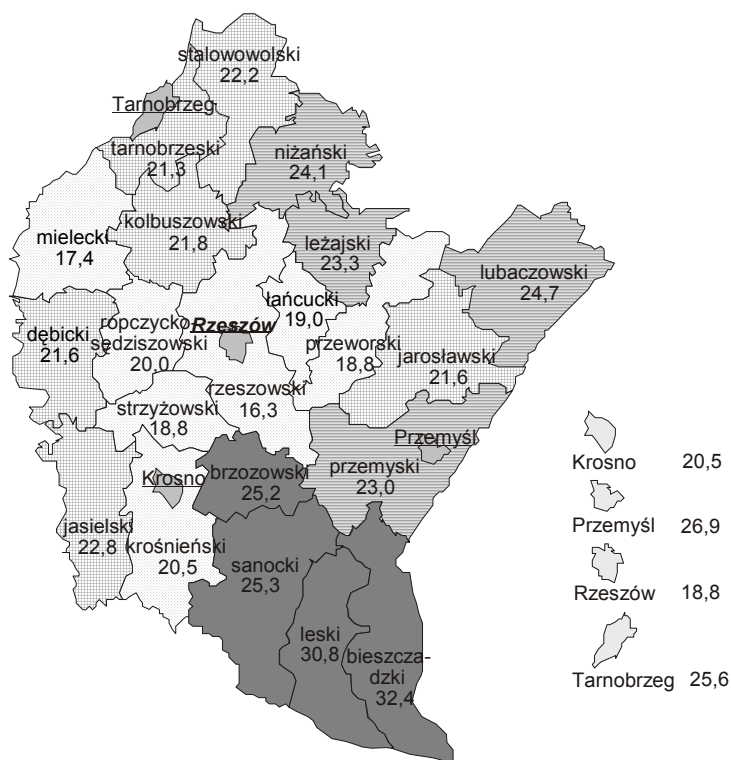 stalowowolski
22,2
Tarnobrzeg
tarnobrzeski
21,3
niżański
24,1
kolbuszowski
21,8
mielecki
17,4
leżajski
23,3
lubaczowski
24,7
łańcucki
19,0
ropczycko-
sędziszowski
20,0
Rzeszów
dębicki
21,6
przeworski
18,8
jarosławski
21,6
rzeszowski
16,3
strzyżowski
18,8
Przemyśl
przemyski
23,0
Krosno
brzozowski
25,2
jasielski
22,8
krośnieński
20,5
sanocki
25,3
leski
30,8
bieszcza-
dzki
32,4
Krosno 20,5
Przemyśl 26,9
Rzeszów 18,8
Tarnobrzeg 25,6